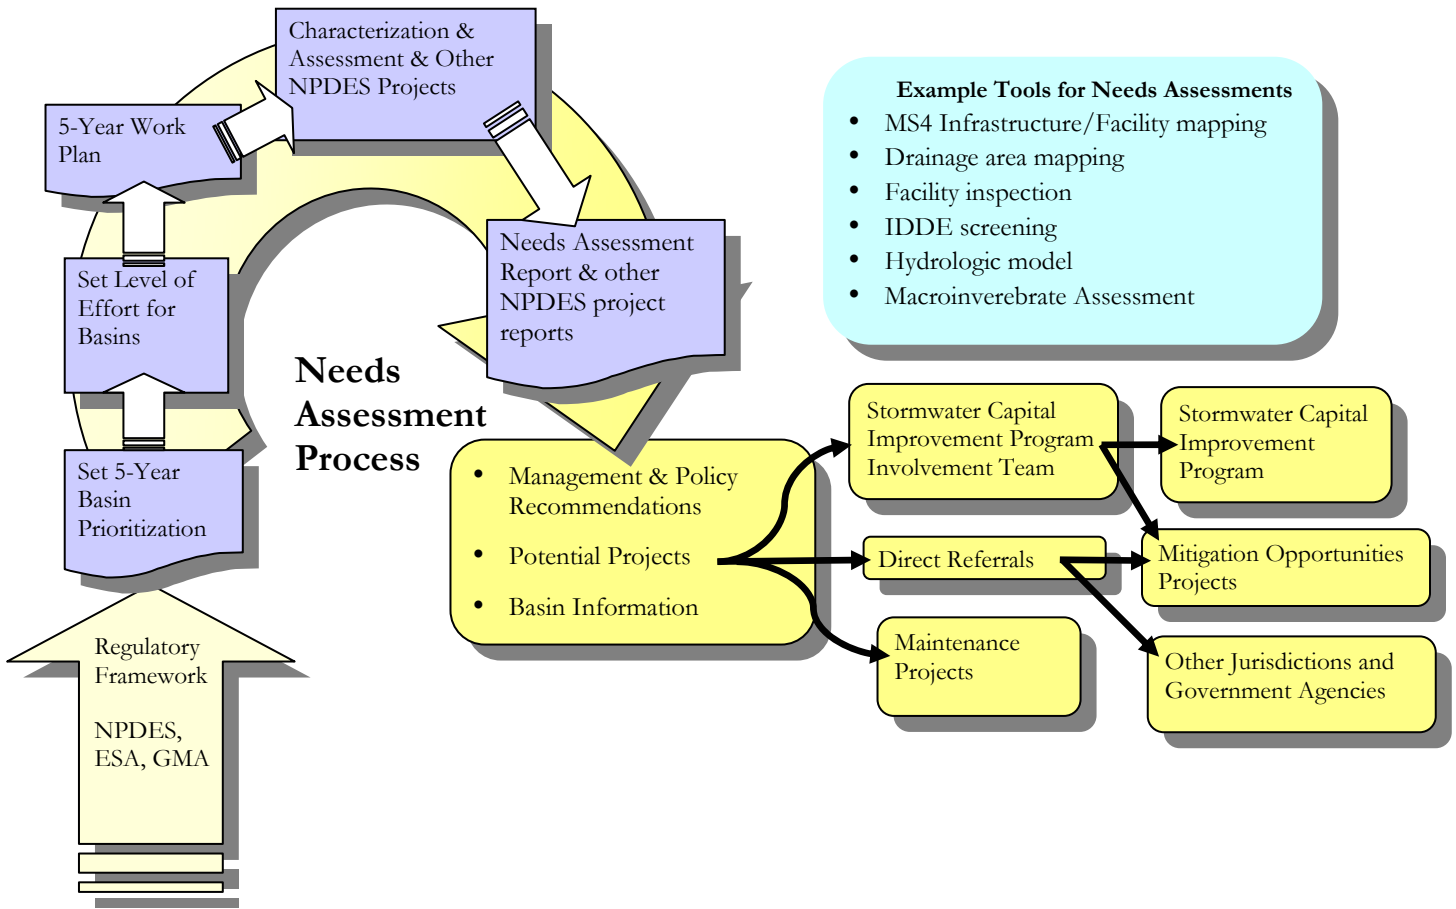 Characterization &
Assessment & Other
NPDES Projects
5-Year Work
Plan
Set Level of
Effort for
Basins
Set 5-Year
Basin
Prioritization
Regulatory
Framework
NPDES,
ESA, GMA
Needs
Assessment
Process
Needs Assessment
Report & other
NPDES project
reports
Example Tools for Needs Assessments
• MS4 Infrastructure/Facility mapping
• Drainage area mapping
• Facility inspection
• IDDE screening
• Hydrologic model
• Macroinverebrate Assessment
• Management & Policy
Recommendations
• Potential Projects
• Basin Information
Stormwater Capital
Improvement Program
Involvement Team
Direct Referrals
Maintenance
Projects
Stormwater Capital
Improvement
Program
Mitigation Opportunities
Projects
Other Jurisdictions and
Government Agencies